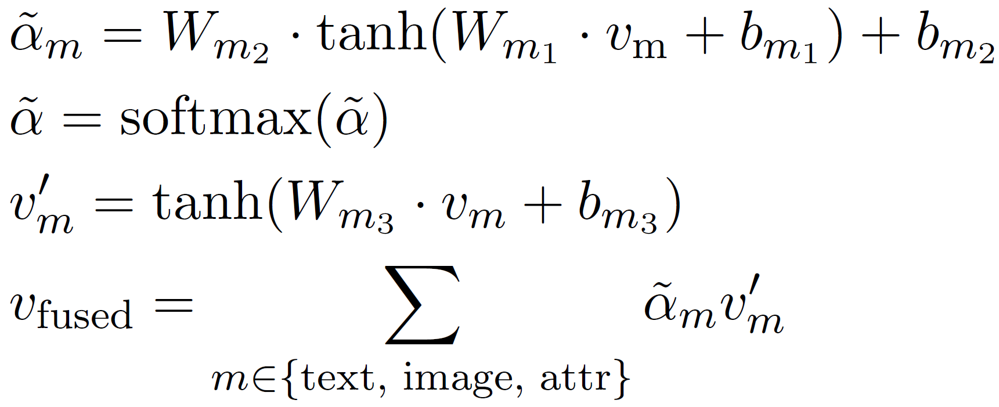 α̃_m = W_{m_2} · tanh(W_{m_1} · v_m + b_{m_1}) + b_{m_2}
α̃ = softmax(α̃)
v′_m = tanh(W_{m_3} · v_m + b_{m_3})
v_fused = ∑_{m∈{text, image, attr}} α̃_m v′_m